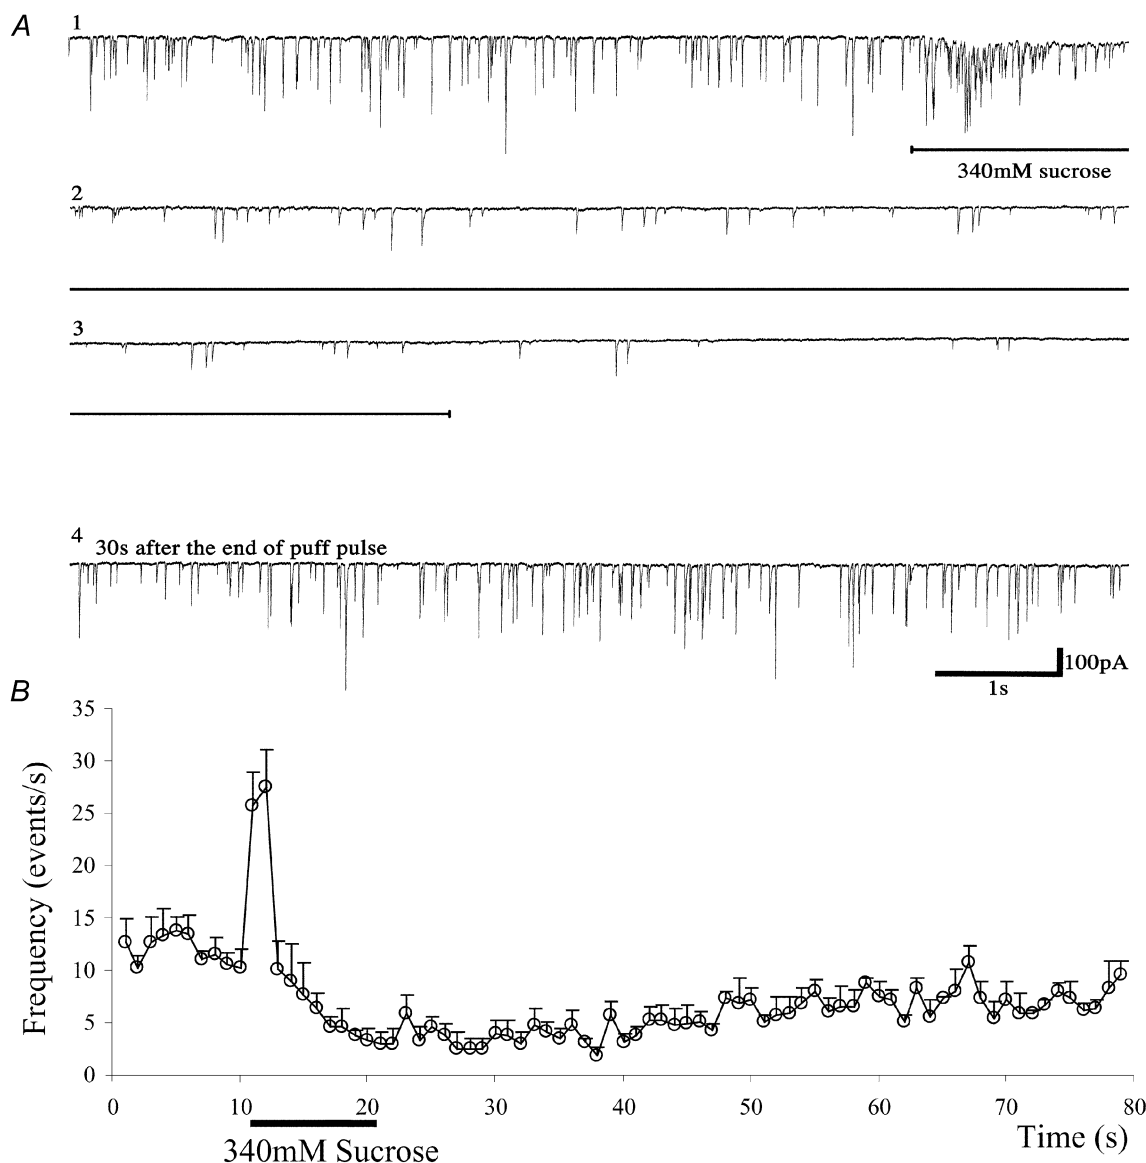 A
1
340mM sucrose
2
3
4
30s after the end of puff pulse
100pA
1s
B
35
30
25
20
15
10
5
0
Frequency (events/s)
0 10 20 30 40 50 60 70 80
340mM Sucrose
Time (s)